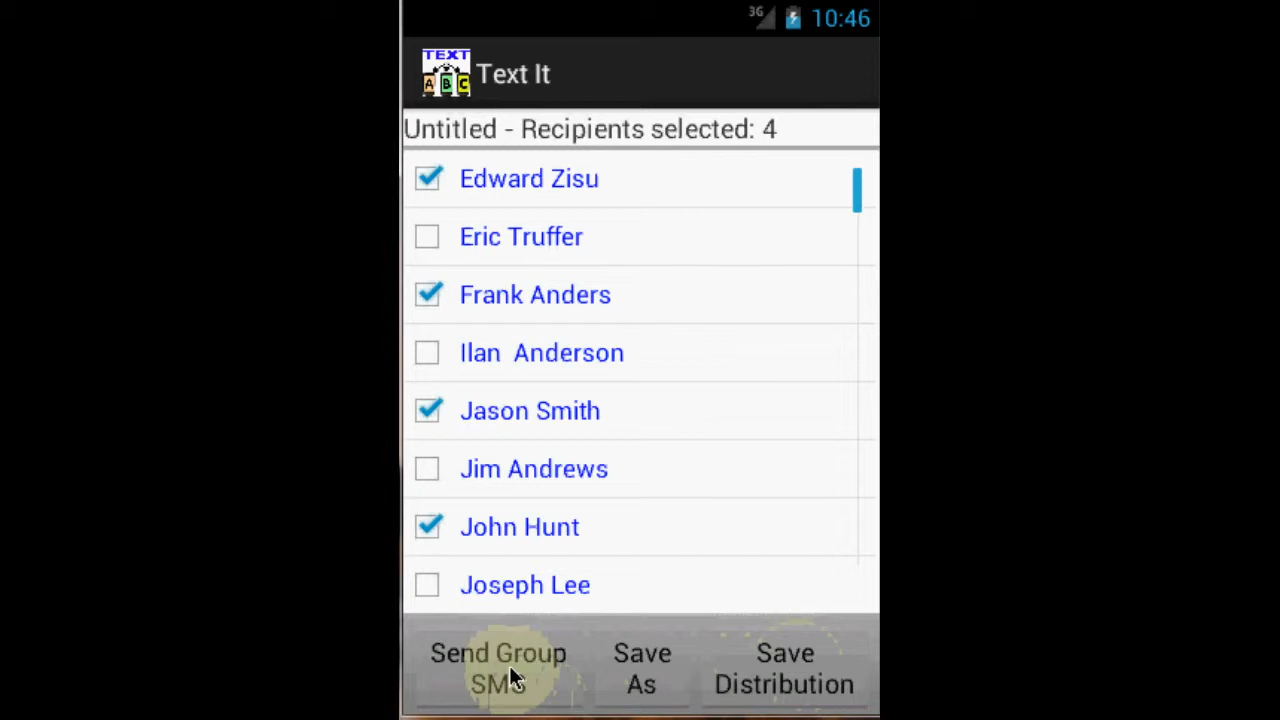 3G 10:46
TEXT
A B C
Text It
Untitled - Recipients selected: 4
Edward Zisu
Eric Truffer
Frank Anders
Ilan  Anderson
Jason Smith
Jim Andrews
John Hunt
Joseph Lee
Send Group
SMS
Save
As
Save
Distribution